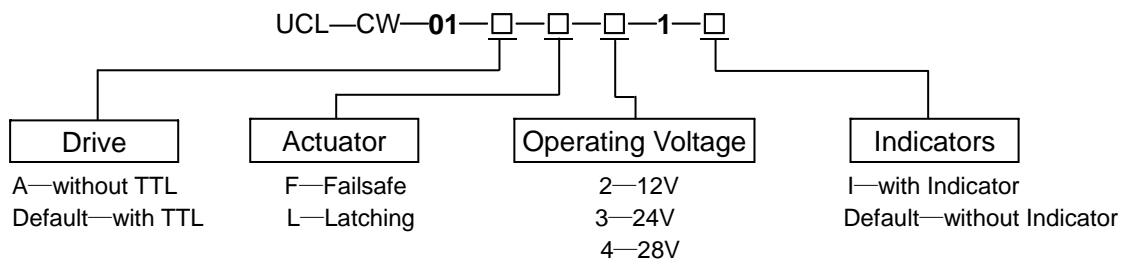 UCL—CW—01—□—□—□—1—□
Drive Actuator Operating Voltage Indicators
A—without TTL F—Failsafe 2—12V I—with Indicator
Default—with TTL L—Latching 3—24V Default—without Indicator
4—28V